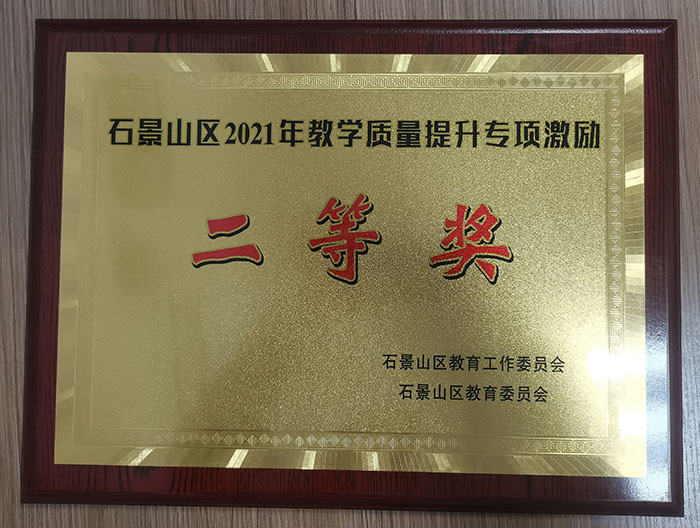 石景山区2021年教学质量提升专项激励
二等奖
石景山区教育工作委员会
石景山区教育委员会